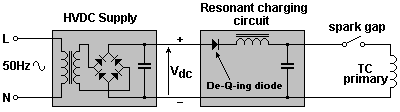 HVDC Supply
Resonant charging
circuit
spark gap
L
+
50Hz
Vdc
De-Q-ing diode
TC
primary
N
−